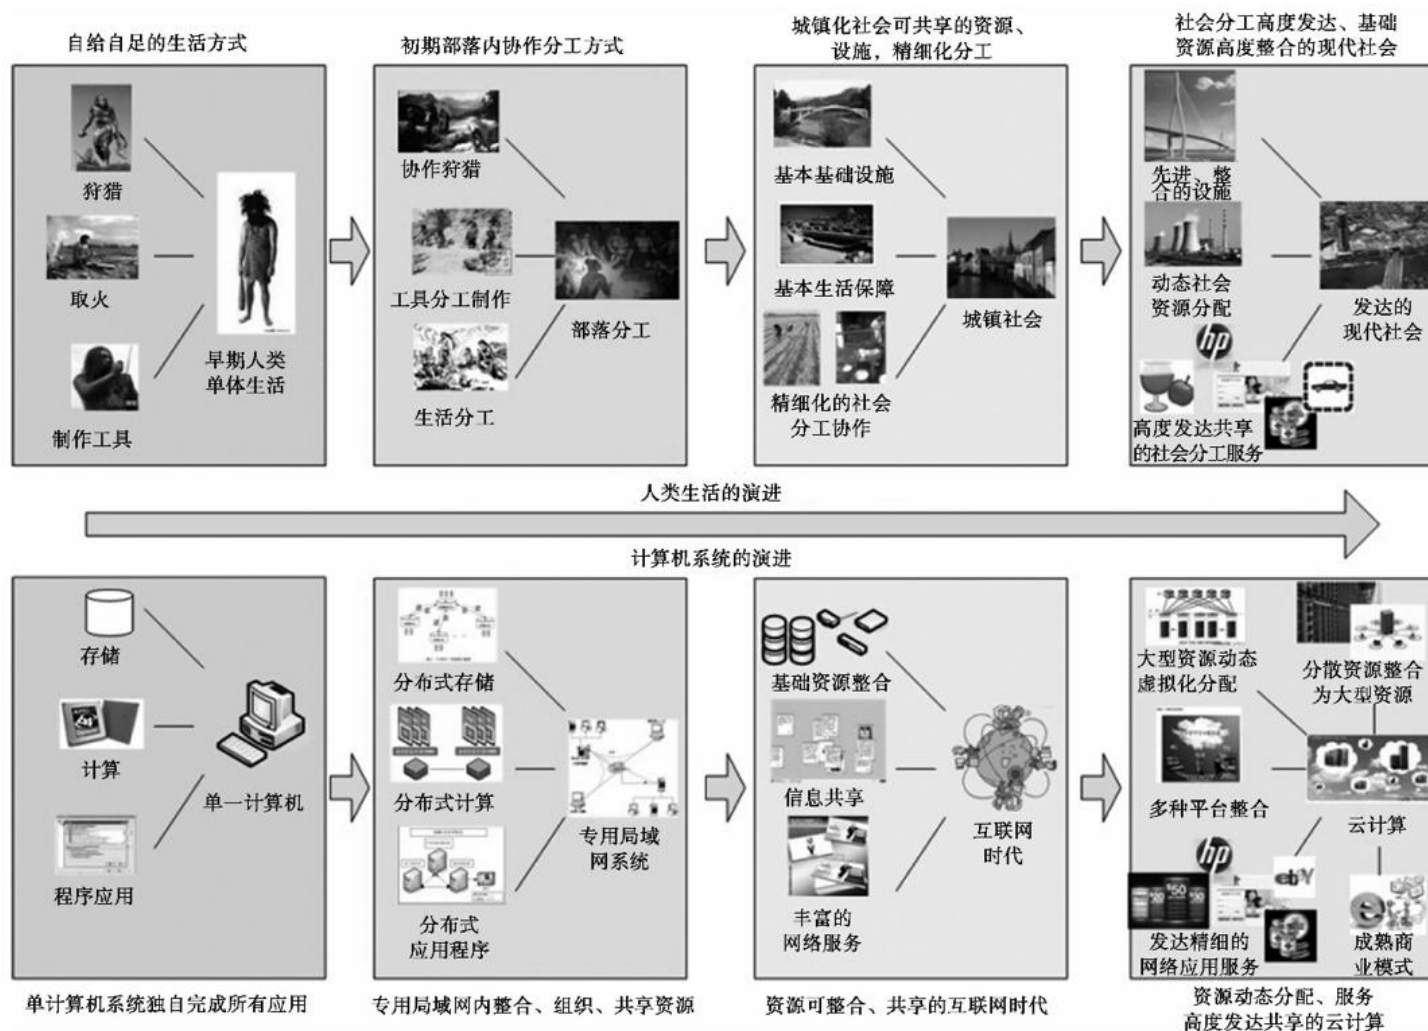 自给自足的生活方式
初期部落内协作分工方式
城镇化社会可共享的资源、
设施，精细化分工
社会分工高度发达、基础
资源高度整合的现代社会
狩猎
取火
制作工具
早期人类
单体生活
协作狩猎
工具分工制作
生活分工
部落分工
基本基础设施
基本生活保障
精细化的社会
分工协作
城镇社会
先进、整
合的设施
动态社会
资源分配
hp
高度发达共享
的社会分工服务
发达的
现代社会
人类生活的演进
计算机系统的演进
存储
计算
程序应用
单一计算机
分布式存储
分布式计算
分布式
应用程序
专用局域
网系统
基础资源整合
信息共享
丰富的
网络服务
互联网
时代
大型资源动态
虚拟化分配
分散资源整合
为大型资源
多种平台整合
云计算
hp
ebY
发达精细的
网络应用服务
成熟商
业模式
单计算机系统独自完成所有应用
专用局域网内整合、组织、共享资源
资源可整合、共享的互联网时代
资源动态分配、服务
高度发达共享的云计算